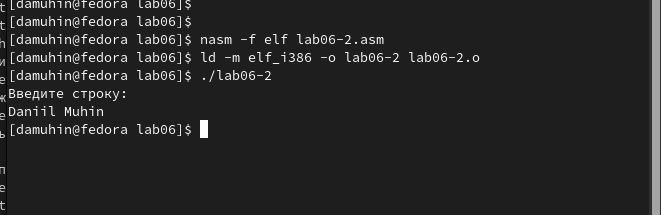 [damuhin@fedora lab06]$
[damuhin@fedora lab06]$
[damuhin@fedora lab06]$ nasm -f elf lab06-2.asm
[damuhin@fedora lab06]$ ld -m elf_i386 -o lab06-2 lab06-2.o
[damuhin@fedora lab06]$ ./lab06-2
Введите строку:
Daniil Muhin
[damuhin@fedora lab06]$